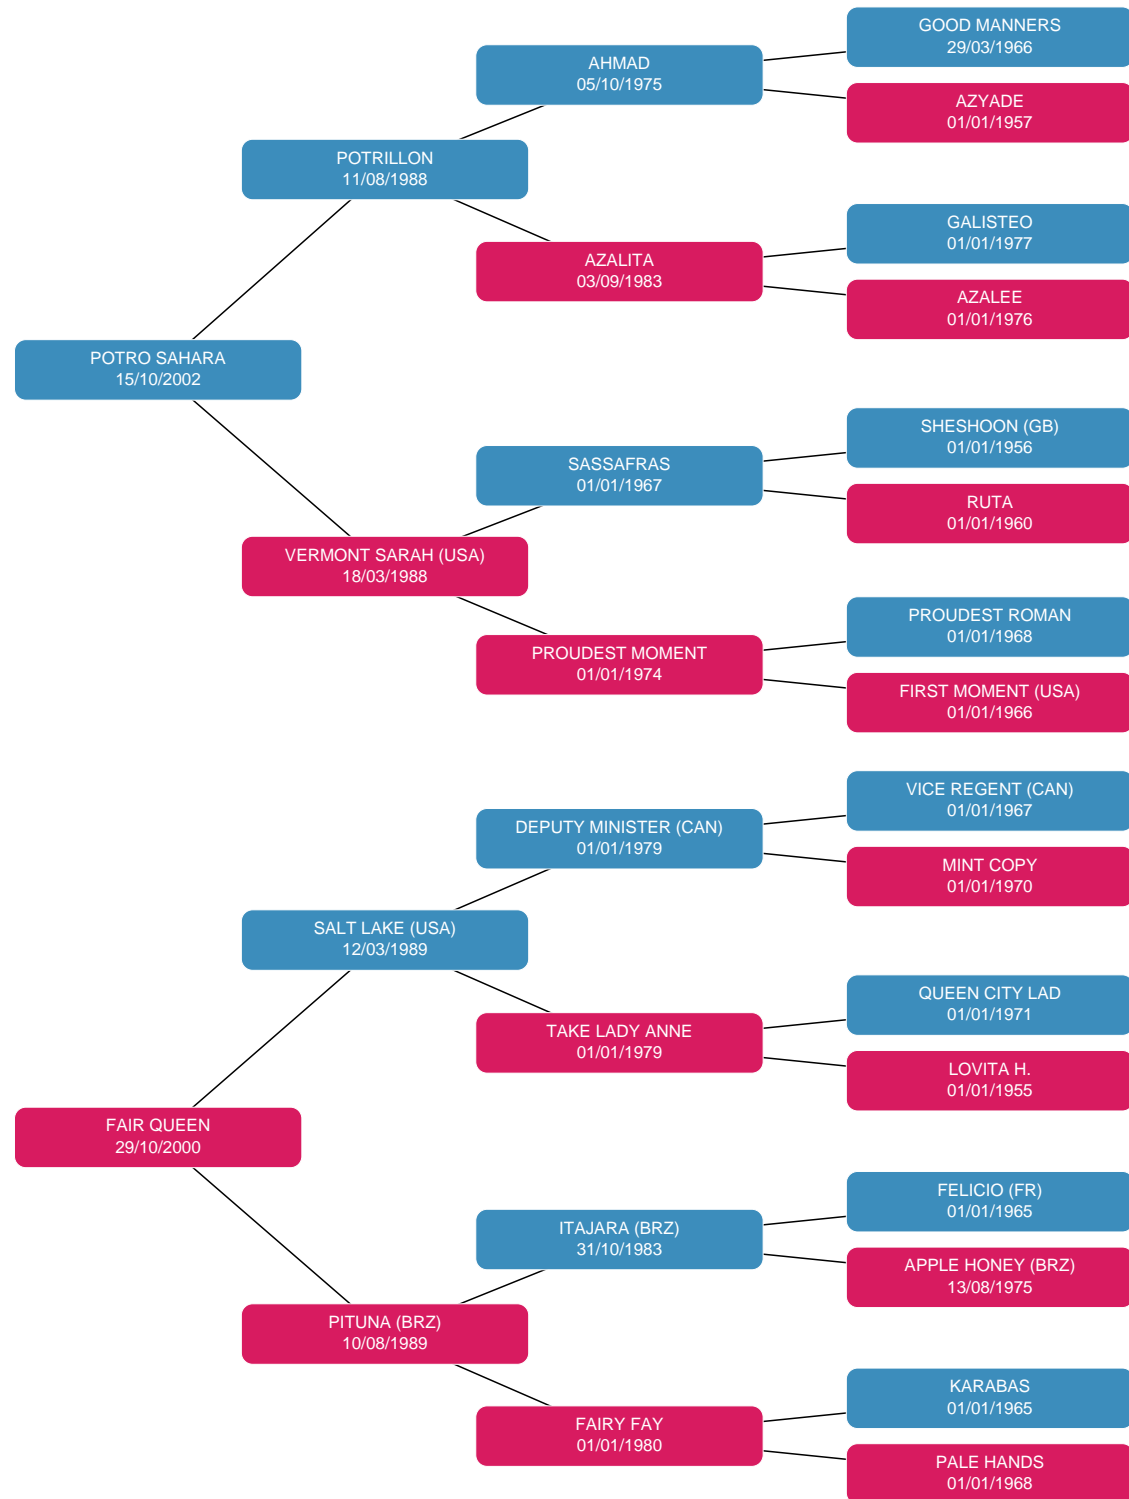 GOOD MANNERS
29/03/1966
AHMAD
05/10/1975
AZYADE
01/01/1957
POTRILLON
11/08/1988
GALISTEO
01/01/1977
AZALITA
03/09/1983
AZALEE
01/01/1976
POTRO SAHARA
15/10/2002
SHESHOON (GB)
01/01/1956
SASSAFRAS
01/01/1967
RUTA
01/01/1960
VERMONT SARAH (USA)
18/03/1988
PROUDEST ROMAN
01/01/1968
PROUDEST MOMENT
01/01/1974
FIRST MOMENT (USA)
01/01/1966
VICE REGENT (CAN)
01/01/1967
DEPUTY MINISTER (CAN)
01/01/1979
MINT COPY
01/01/1970
SALT LAKE (USA)
12/03/1989
QUEEN CITY LAD
01/01/1971
TAKE LADY ANNE
01/01/1979
LOVITA H.
01/01/1955
FAIR QUEEN
29/10/2000
FELICIO (FR)
01/01/1965
ITAJARA (BRZ)
31/10/1983
APPLE HONEY (BRZ)
13/08/1975
PITUNA (BRZ)
10/08/1989
KARABAS
01/01/1965
FAIRY FAY
01/01/1980
PALE HANDS
01/01/1968